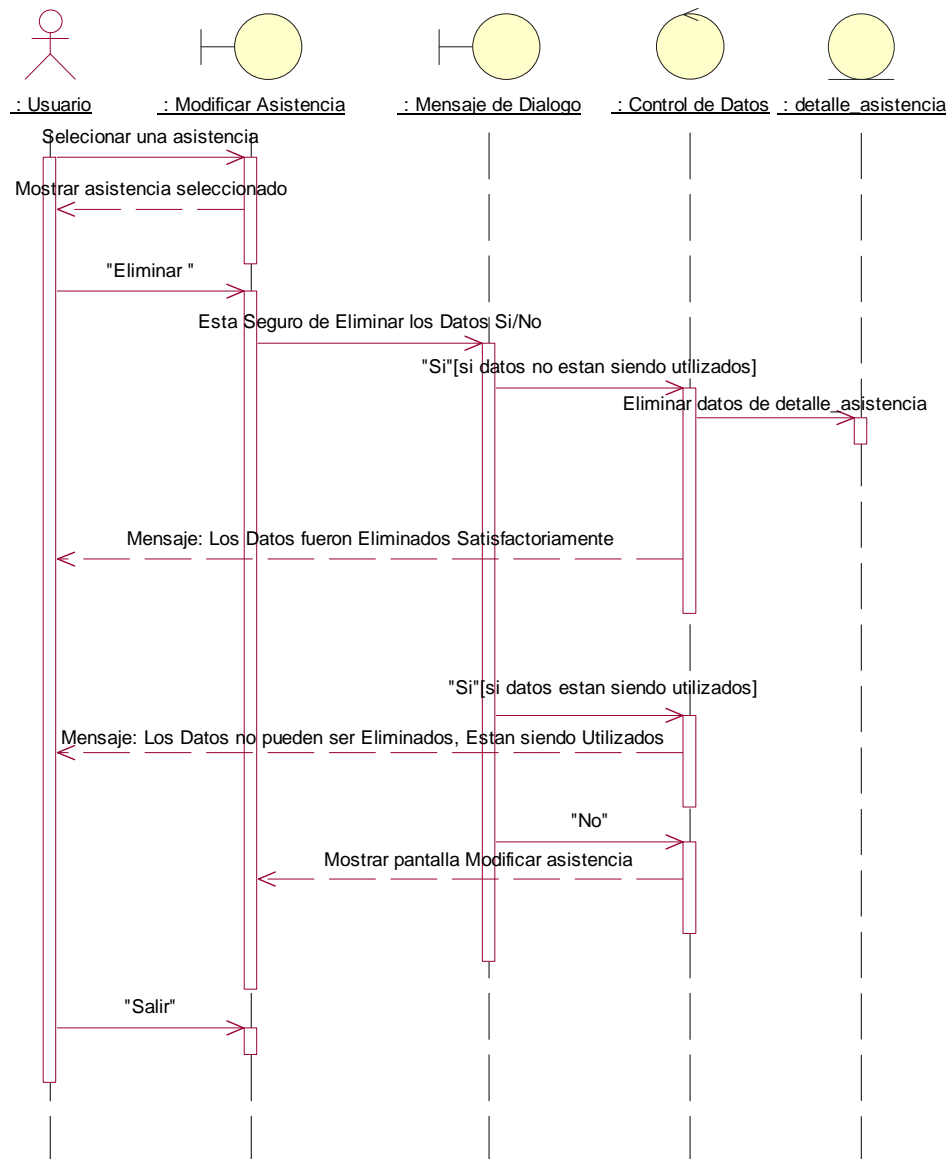 : Usuario
: Modificar Asistencia
: Mensaje de Dialogo
: Control de Datos
: detalle_asistencia
Selecionar una asistencia
Mostrar asistencia seleccionado
"Eliminar "
Esta Seguro de Eliminar los Datos Si/No
"Si"[si datos no estan siendo utilizados]
Eliminar datos de detalle_asistencia
Mensaje: Los Datos fueron Eliminados Satisfactoriamente
"Si"[si datos estan siendo utilizados]
Mensaje: Los Datos no pueden ser Eliminados, Estan siendo Utilizados
"No"
Mostrar pantalla Modificar asistencia
"Salir"